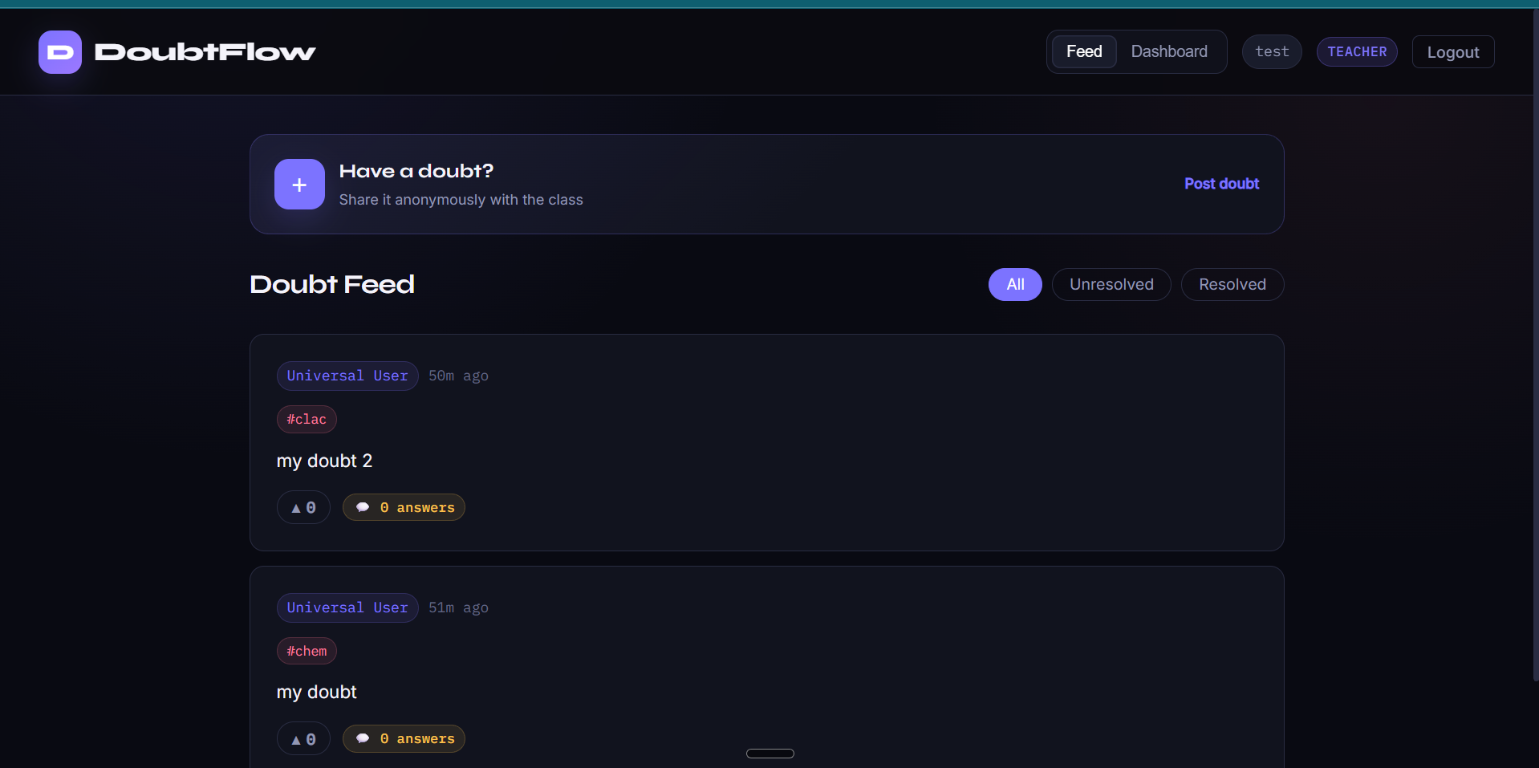 D DoubtFlow
Feed Dashboard test TEACHER Logout
+ Have a doubt?
Share it anonymously with the class
Post doubt
Doubt Feed
All Unresolved Resolved
Universal User 50m ago
#clac
my doubt 2
▲ 0 0 answers
Universal User 51m ago
#chem
my doubt
▲ 0 0 answers